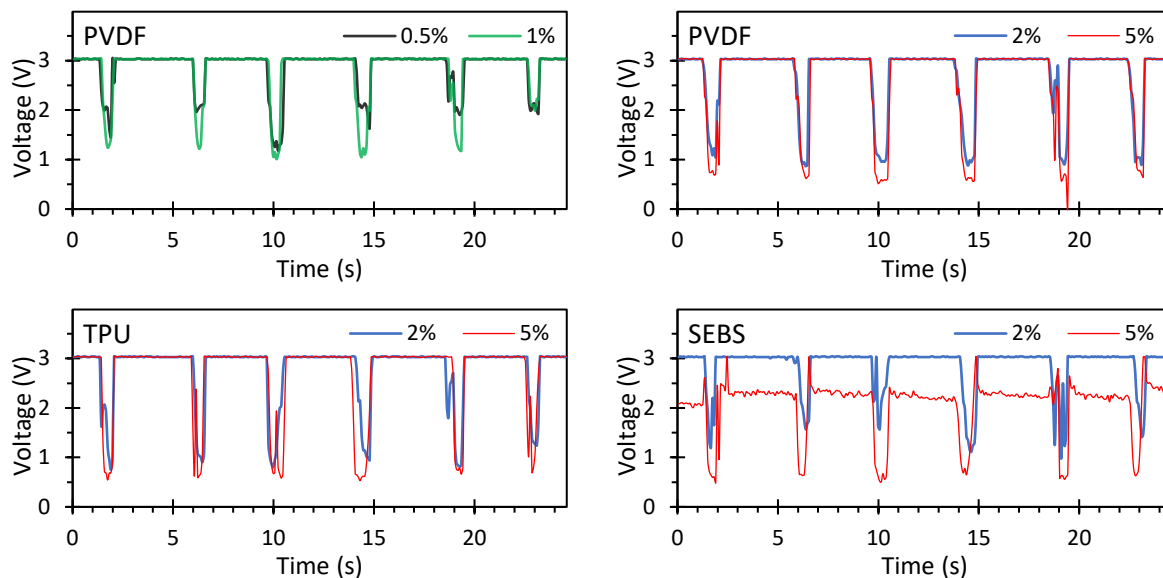 PVDF 0.5% 1%
Voltage (V)
3
2
1
0
0 5 10 15 20
Time (s)
PVDF 2% 5%
Voltage (V)
3
2
1
0
0 5 10 15 20
Time (s)
TPU 2% 5%
Voltage (V)
3
2
1
0
0 5 10 15 20
Time (s)
SEBS 2% 5%
Voltage (V)
3
2
1
0
0 5 10 15 20
Time (s)